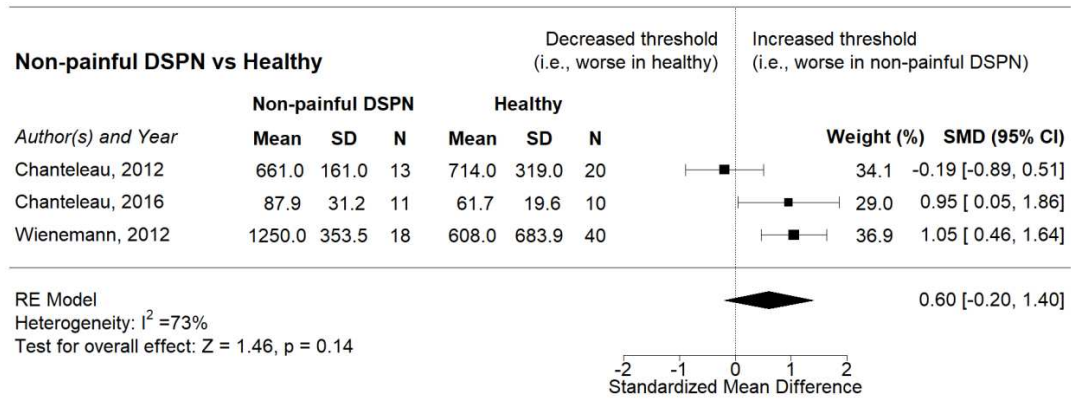 Decreased threshold Increased threshold
Non-painful DSPN vs Healthy (i.e., worse in healthy) (i.e., worse in non-painful DSPN)
Non-painful DSPN Healthy
Author(s) and Year Mean SD N Mean SD N Weight (%) SMD (95% CI)
Chanteleau, 2012 661.0 161.0 13 714.0 319.0 20 34.1 -0.19 [-0.89, 0.51]
Chanteleau, 2016 87.9 31.2 11 61.7 19.6 10 29.0 0.95 [ 0.05, 1.86]
Wienemann, 2012 1250.0 353.5 18 608.0 683.9 40 36.9 1.05 [ 0.46, 1.64]
RE Model 0.60 [-0.20, 1.40]
Heterogeneity: I² =73%
Test for overall effect: Z = 1.46, p = 0.14
-2 -1 0 1 2
Standardized Mean Difference